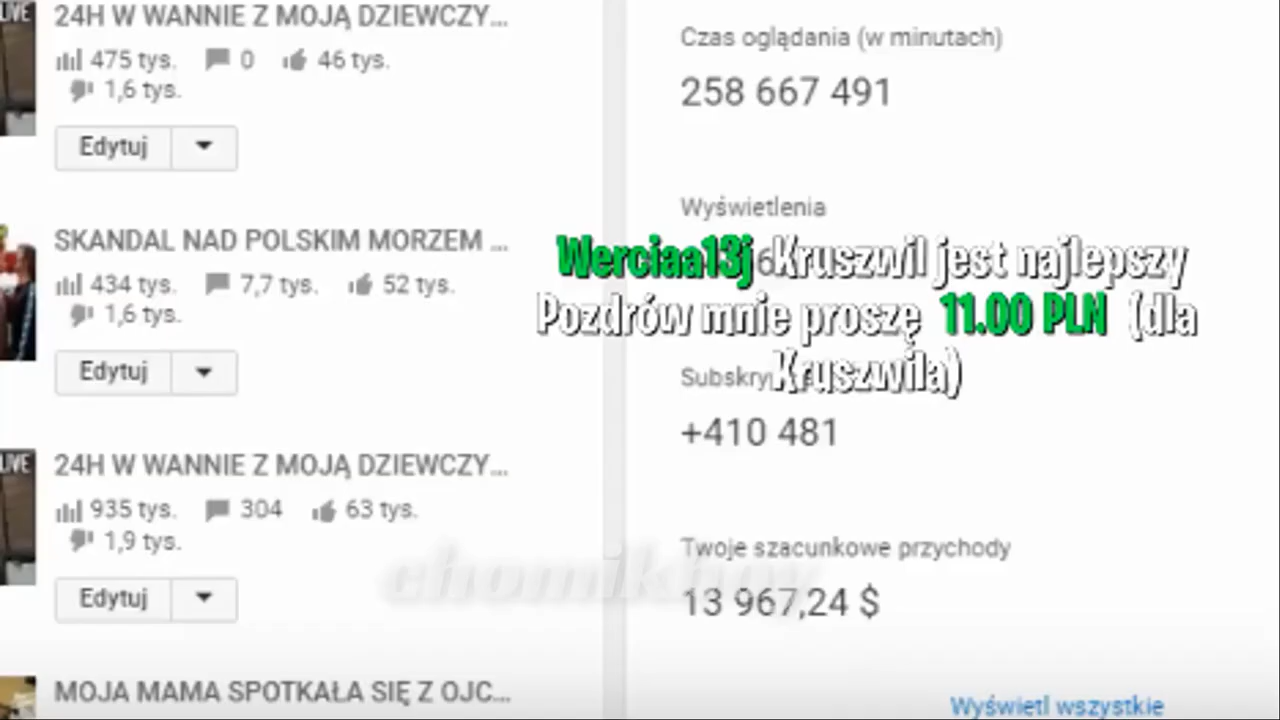 LIVE
24H W WANNIE Z MOJĄ DZIEWCZY...
475 tys. 0 46 tys.
1,6 tys.
Edytuj
SKANDAL NAD POLSKIM MORZEM ...
434 tys. 7,7 tys. 52 tys.
1,6 tys.
Edytuj
LIVE
24H W WANNIE Z MOJĄ DZIEWCZY...
935 tys. 304 63 tys.
1,9 tys.
Edytuj
MOJA MAMA SPOTKAŁA SIĘ Z OJC...
Czas oglądania (w minutach)
258 667 491
Wyświetlenia
Werciaa13j Kruszwil jest najlepszy
Pozdrów mnie proszę 11.00 PLN (dla
Kruszwila)
+410 481
Twoje szacunkowe przychody
13 967,24 $
Wyświetl wszystkie